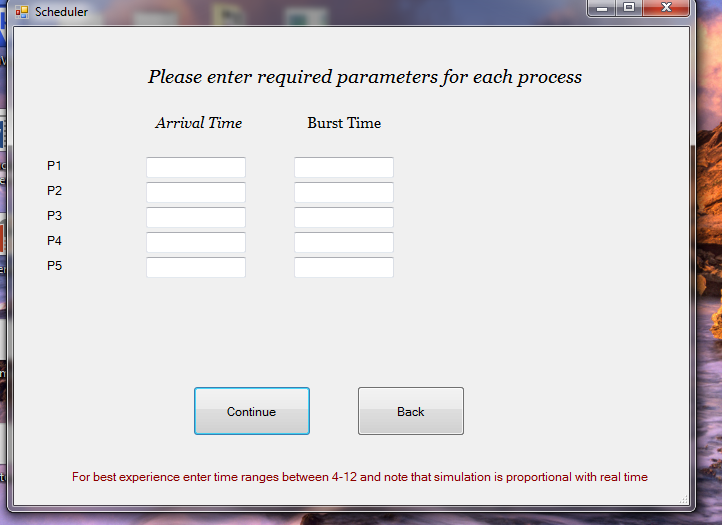 Scheduler
Please enter required parameters for each process
Arrival Time Burst Time
P1
P2
P3
P4
P5
Continue Back
For best experience enter time ranges between 4-12 and note that simulation is proportional with real time